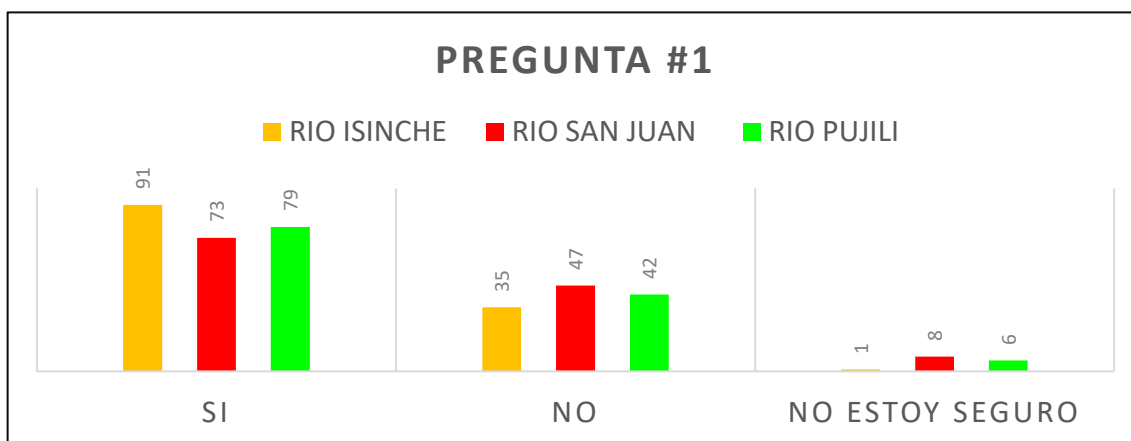 PREGUNTA #1
RIO ISINCHE RIO SAN JUAN RIO PUJILI
91 73 79 35 47 42 1 8 6
SI NO NO ESTOY SEGURO